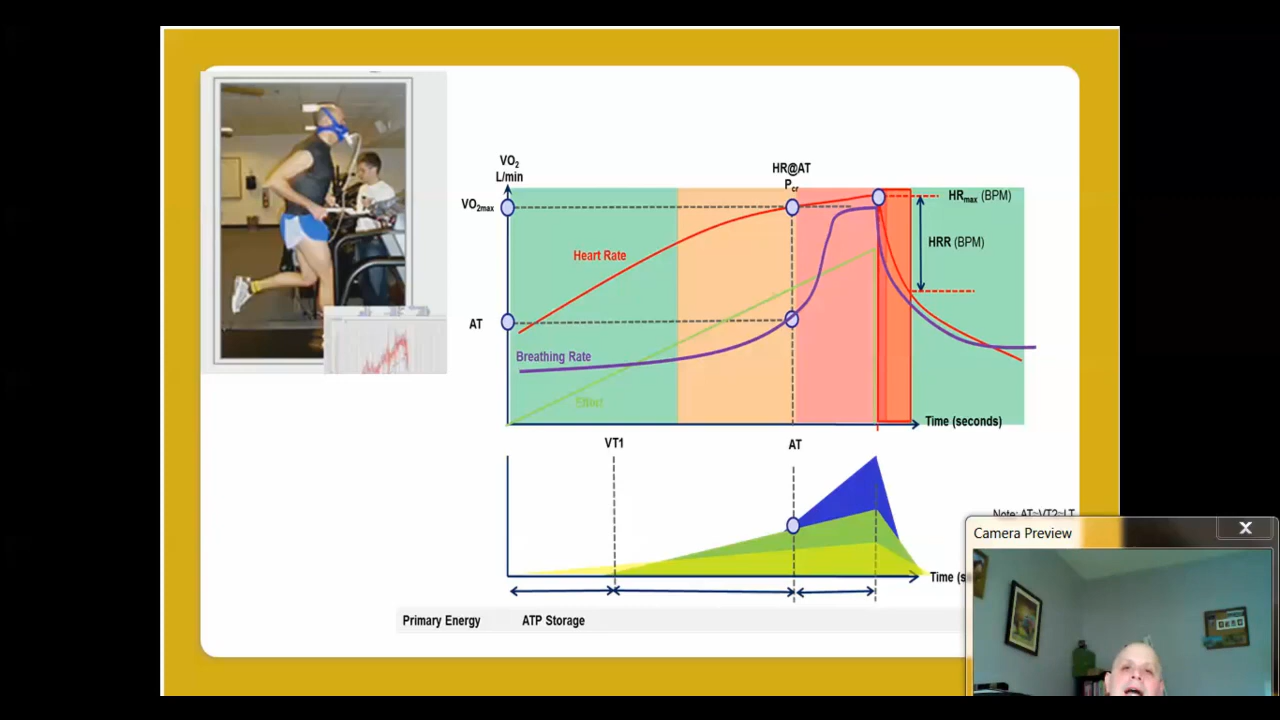 VO2
L/min
HR@AT
Pcr
VO2max
HRmax (BPM)
HRR (BPM)
Heart Rate
AT
Breathing Rate
Effort
Time (seconds)
VT1
AT
Note: AT~VT2~LT
Camera Preview
Time (s
Primary Energy
ATP Storage